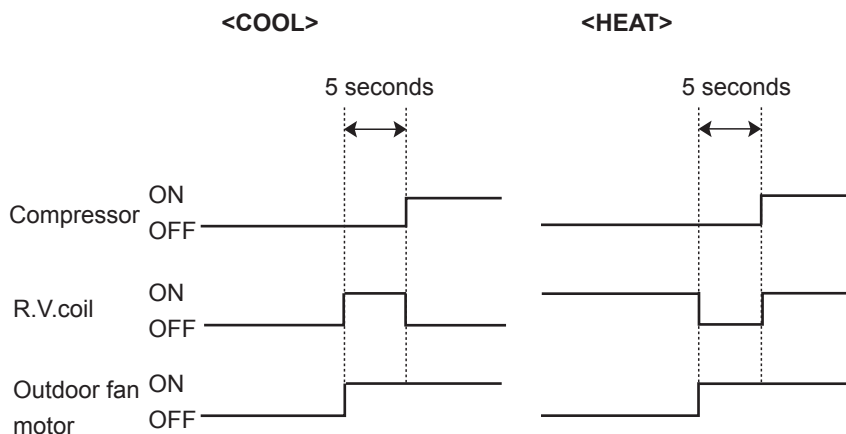 <COOL> <HEAT>
5 seconds 5 seconds
Compressor ON
OFF
R.V.coil ON
OFF
Outdoor fan motor ON
OFF